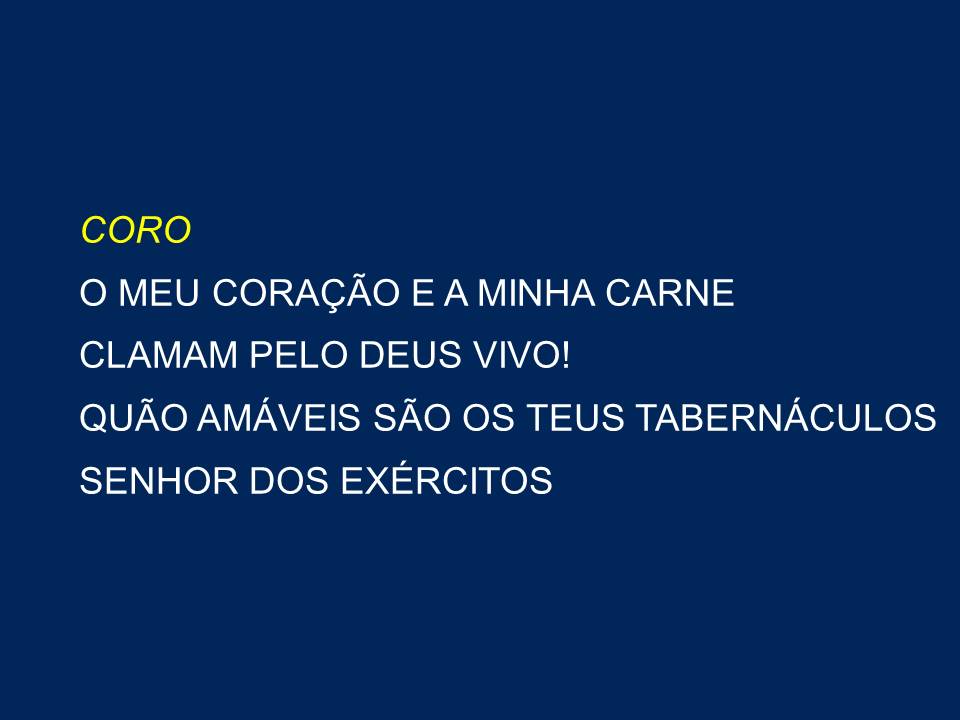 CORO
O MEU CORAÇÃO E A MINHA CARNE
CLAMAM PELO DEUS VIVO!
QUÃO AMÁVEIS SÃO OS TEUS TABERNÁCULOS
SENHOR DOS EXÉRCITOS